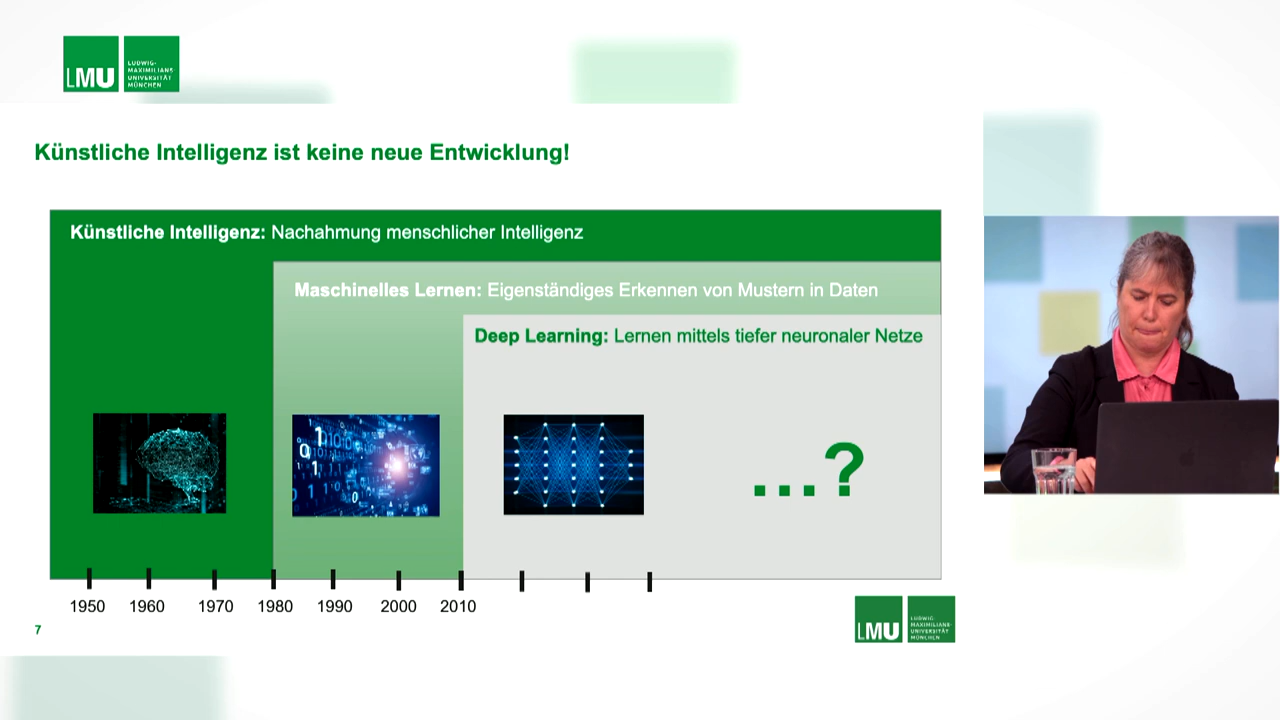 LMU
LUDWIG-
MAXIMILIANS-
UNIVERSITÄT
MÜNCHEN
Künstliche Intelligenz ist keine neue Entwicklung!
Künstliche Intelligenz: Nachahmung menschlicher Intelligenz
Maschinelles Lernen: Eigenständiges Erkennen von Mustern in Daten
Deep Learning: Lernen mittels tiefer neuronaler Netze
...?
1950 1960 1970 1980 1990 2000 2010
7
LMU
LUDWIG-
MAXIMILIANS-
UNIVERSITÄT
MÜNCHEN